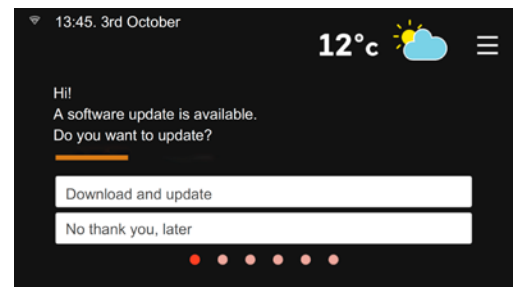 13:45. 3rd October
12°c
Hi!
A software update is available.
Do you want to update?
Download and update
No thank you, later